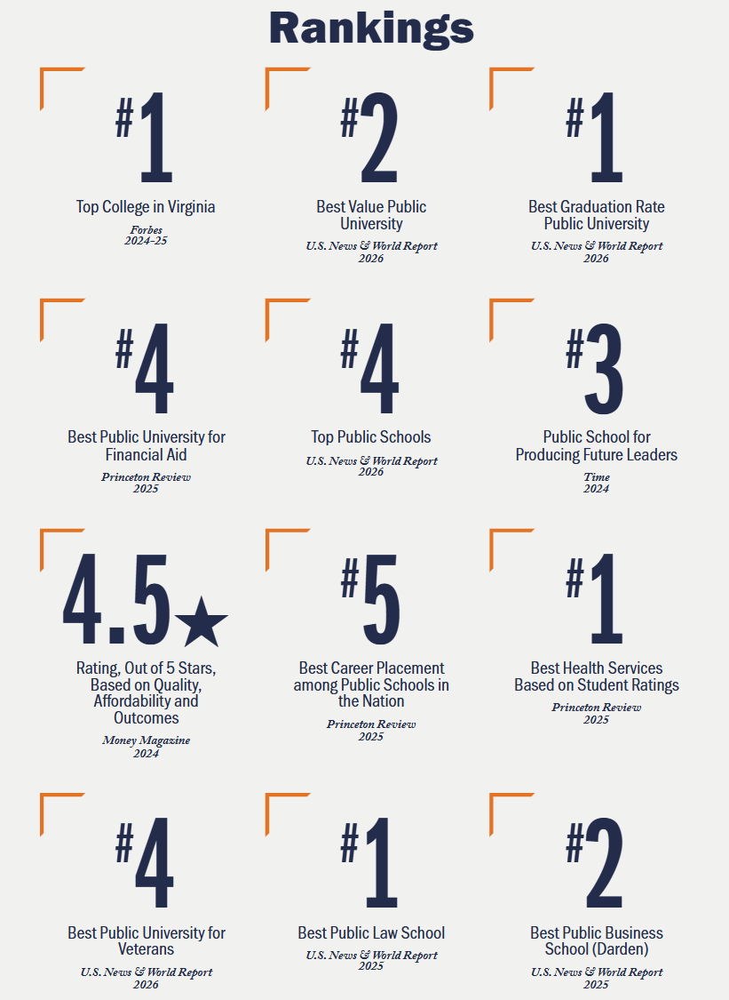 Rankings
#1
Top College in Virginia
Forbes
2024-25
#2
Best Value Public
University
U.S. News & World Report
2026
#1
Best Graduation Rate
Public University
U.S. News & World Report
2026
#4
Best Public University for
Financial Aid
Princeton Review
2025
#4
Top Public Schools
U.S. News & World Report
2026
#3
Public School for
Producing Future Leaders
Time
2024
4.5★
Rating, Out of 5 Stars,
Based on Quality,
Affordability and
Outcomes
Money Magazine
2024
#5
Best Career Placement
among Public Schools in
the Nation
Princeton Review
2025
#1
Best Health Services
Based on Student Ratings
Princeton Review
2025
#4
Best Public University for
Veterans
U.S. News & World Report
2026
#1
Best Public Law School
U.S. News & World Report
2025
#2
Best Public Business
School (Darden)
U.S. News & World Report
2025